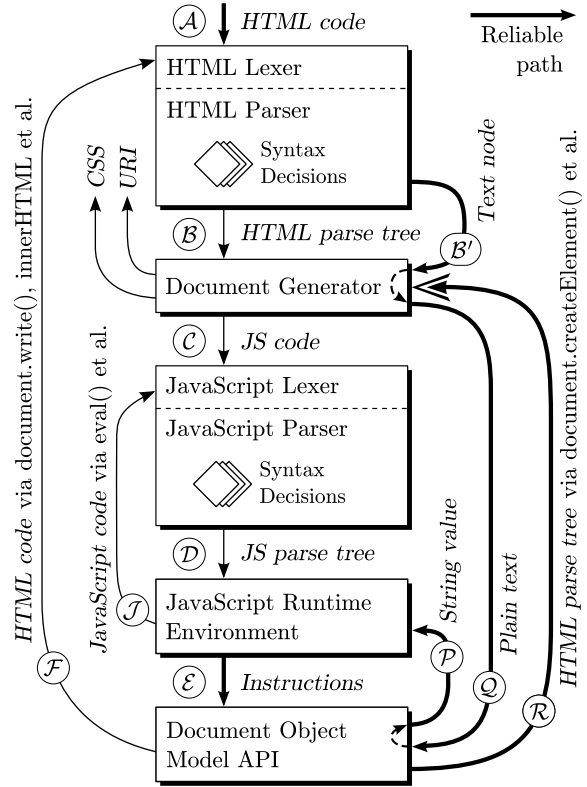 A HTML code
Reliable
path
HTML Lexer
HTML Parser
Syntax
Decisions
CSS
URI
Text node
B HTML parse tree
B′
Document Generator
C JS code
JavaScript Lexer
JavaScript Parser
Syntax
Decisions
D JS parse tree
JavaScript Runtime
Environment
J
E Instructions
Document Object
Model API
F
P
Q
R
HTML code via document.write(), innerHTML et al.
JavaScript code via eval() et al.
String value
Plain text
HTML parse tree via document.createElement() et al.